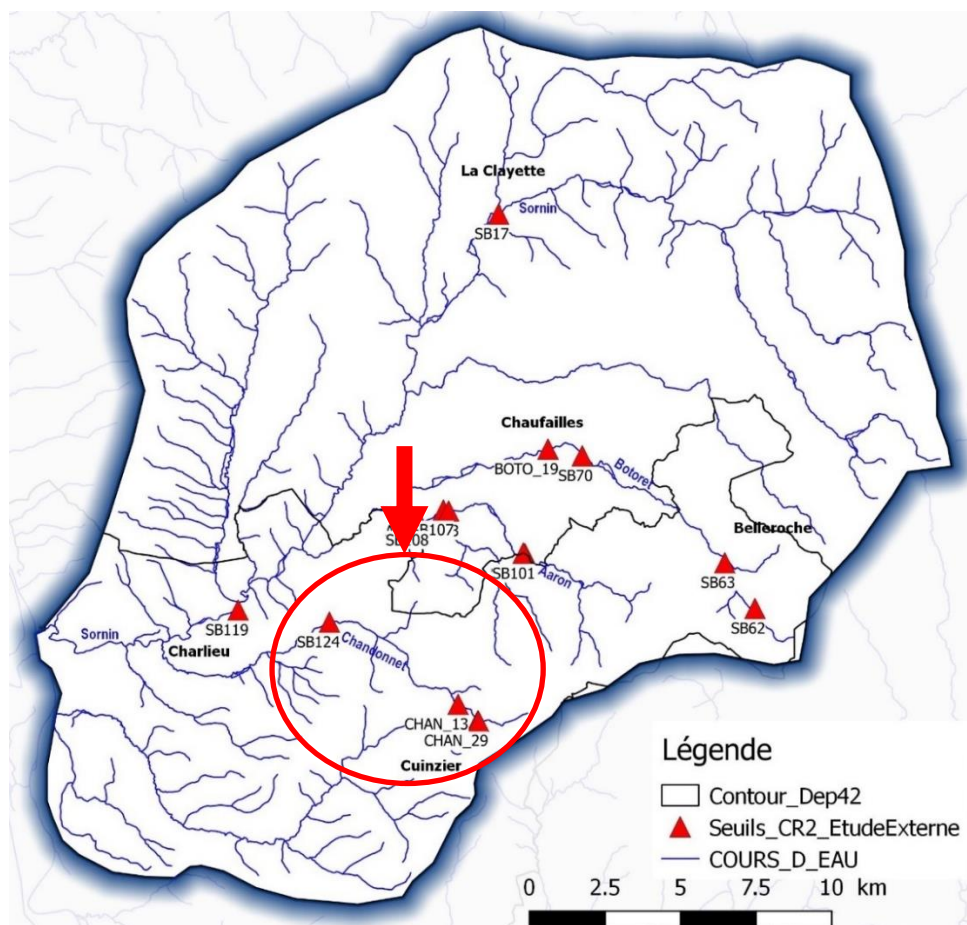 La Clayette
Sornin
SB17
Chaufailles
BOTO_19
SB70
Botoret
Belleroche
SB101
Aaron
SB63
SB62
SB119
Sornin
Charlieu
SB124
Chandonnet
CHAN_13
CHAN_29
Cuinzier
Légende
Contour_Dep42
Seuils_CR2_EtudeExterne
COURS_D_EAU
0 2.5 5 7.5 10 km